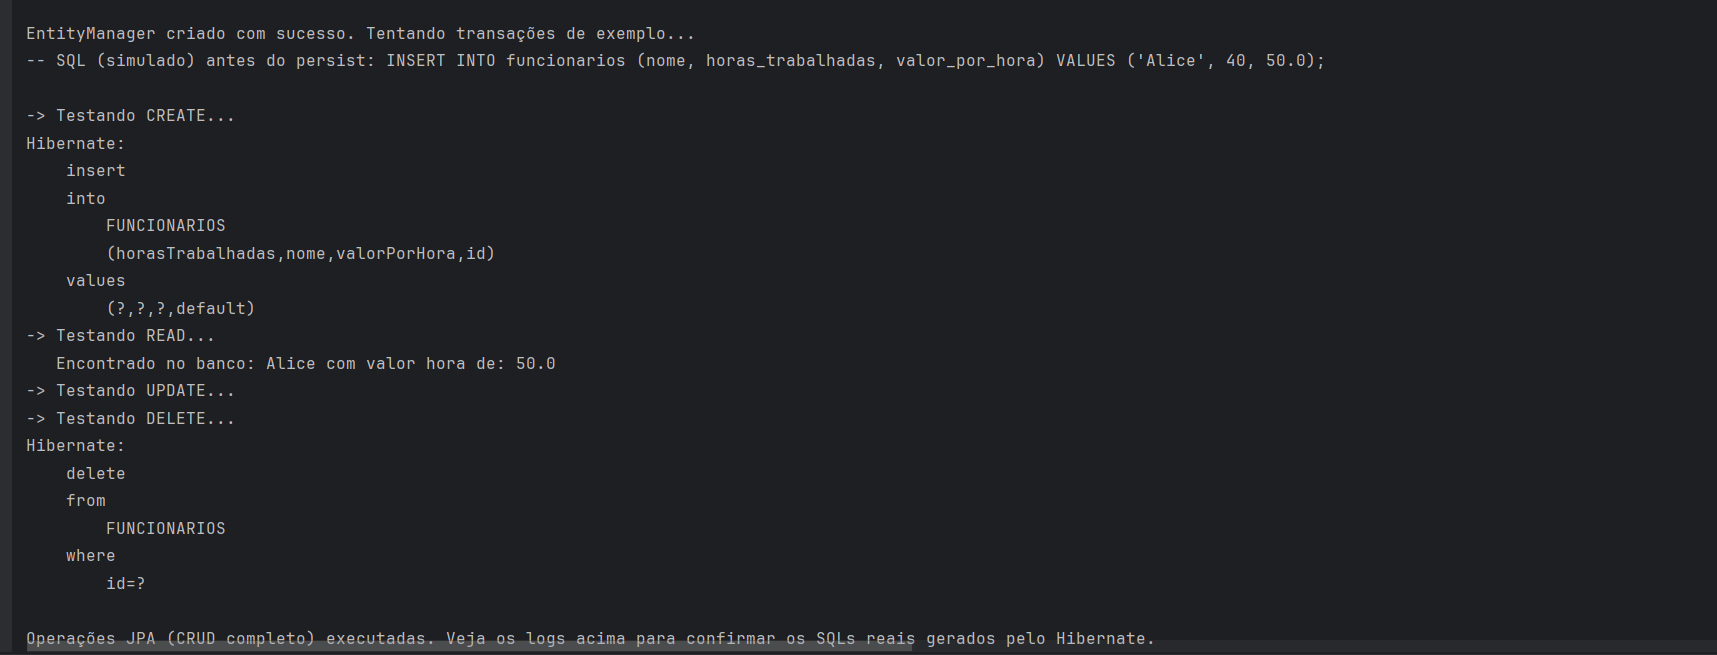 EntityManager criado com sucesso. Tentando transações de exemplo...
-- SQL (simulado) antes do persist: INSERT INTO funcionarios (nome, horas_trabalhadas, valor_por_hora) VALUES ('Alice', 40, 50.0);
-> Testando CREATE...
Hibernate:
insert
into
FUNCIONARIOS
(horasTrabalhadas,nome,valorPorHora,id)
values
(?,?,?,default)
-> Testando READ...
Encontrado no banco: Alice com valor hora de: 50.0
-> Testando UPDATE...
-> Testando DELETE...
Hibernate:
delete
from
FUNCIONARIOS
where
id=?
Operações JPA (CRUD completo) executadas. Veja os logs acima para confirmar os SQLs reais gerados pelo Hibernate.